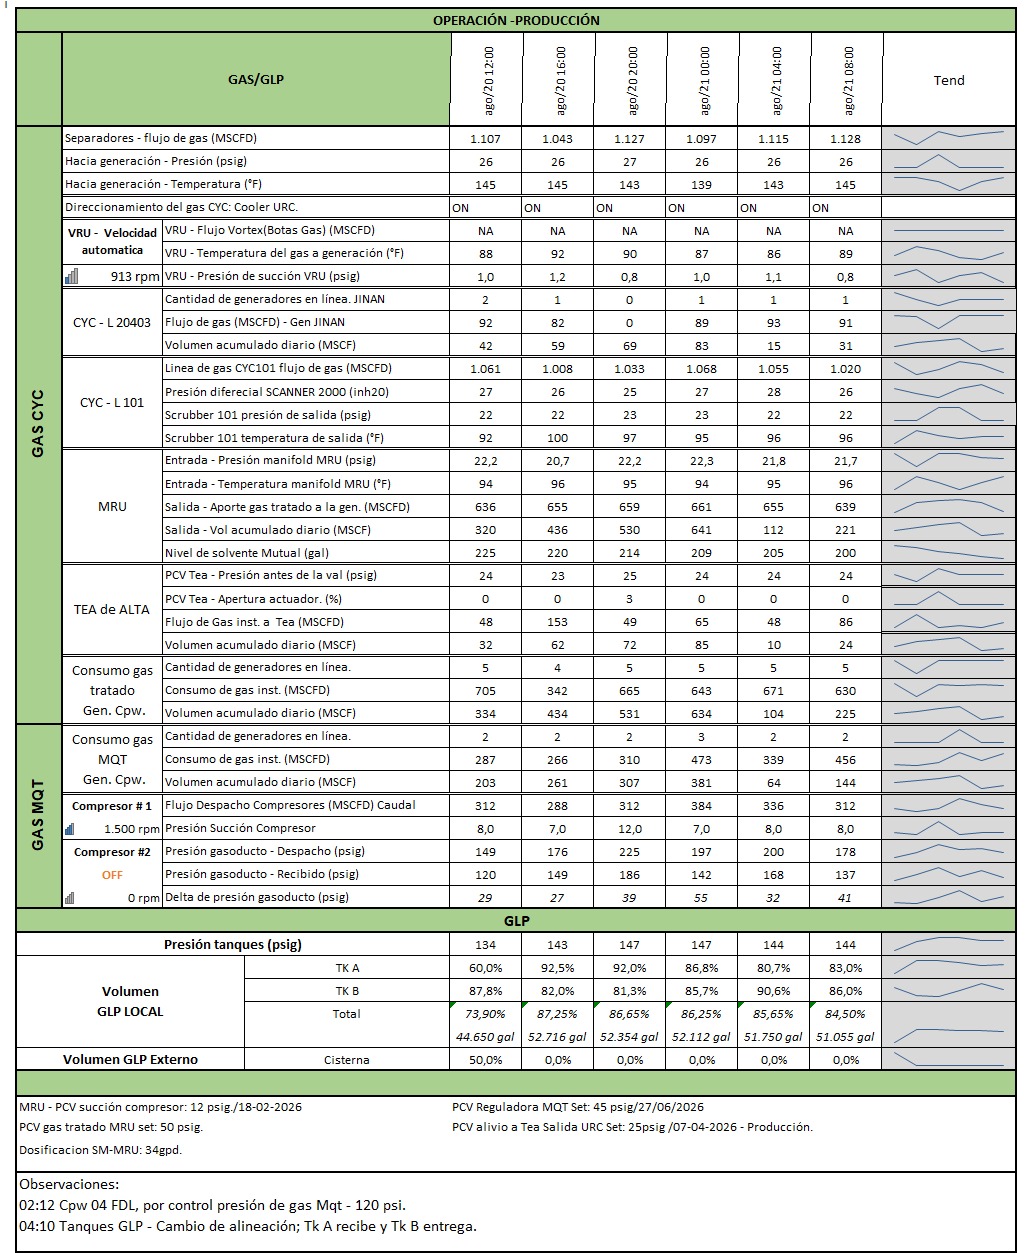 OPERACIÓN -PRODUCCIÓN
GAS/GLP ago/20 12:00 ago/20 16:00 ago/20 20:00 ago/21 00:00 ago/21 04:00 ago/21 08:00 Tend
GAS CYC
Separadores - flujo de gas (MSCFD) 1.107 1.043 1.127 1.097 1.115 1.128
Hacia generación - Presión (psig) 26 26 27 26 26 26
Hacia generación - Temperatura (°F) 145 145 143 139 143 145
Direccionamiento del gas CYC: Cooler URC. ON ON ON ON ON ON
VRU - Velocidad automatica
913 rpm
VRU - Flujo Vortex(Botas Gas) (MSCFD) NA NA NA NA NA NA
VRU - Temperatura del gas a generación (°F) 88 92 90 87 86 89
VRU - Presión de succión VRU (psig) 1,0 1,2 0,8 1,0 1,1 0,8
CYC - L 20403
Cantidad de generadores en línea. JINAN 2 1 0 1 1 1
Flujo de gas (MSCFD) - Gen JINAN 92 82 0 89 93 91
Volumen acumulado diario (MSCF) 42 59 69 83 15 31
CYC - L 101
Linea de gas CYC101 flujo de gas (MSCFD) 1.061 1.008 1.033 1.068 1.055 1.020
Presión diferecial SCANNER 2000 (inh20) 27 26 25 27 28 26
Scrubber 101 presión de salida (psig) 22 22 23 23 22 22
Scrubber 101 temperatura de salida (°F) 92 100 97 95 96 96
MRU
Entrada - Presión manifold MRU (psig) 22,2 20,7 22,2 22,3 21,8 21,7
Entrada - Temperatura manifold MRU (°F) 94 96 95 94 95 96
Salida - Aporte gas tratado a la gen. (MSCFD) 636 655 659 661 655 639
Salida - Vol acumulado diario (MSCF) 320 436 530 641 112 221
Nivel de solvente Mutual (gal) 225 220 214 209 205 200
TEA de ALTA
PCV Tea - Presión antes de la val (psig) 24 23 25 24 24 24
PCV Tea - Apertura actuador. (%) 0 0 3 0 0 0
Flujo de Gas inst. a Tea (MSCFD) 48 153 49 65 48 86
Volumen acumulado diario (MSCF) 32 62 72 85 10 24
Consumo gas tratado Gen. Cpw.
Cantidad de generadores en línea. 5 4 5 5 5 5
Consumo de gas inst. (MSCFD) 705 342 665 643 671 630
Volumen acumulado diario (MSCF) 334 434 531 634 104 225
GAS MQT
Consumo gas MQT Gen. Cpw.
Cantidad de generadores en línea. 2 2 2 3 2 2
Consumo de gas inst. (MSCFD) 287 266 310 473 339 456
Volumen acumulado diario (MSCF) 203 261 307 381 64 144
Compresor # 1
1.500 rpm
Flujo Despacho Compresores (MSCFD) Caudal 312 288 312 384 336 312
Presión Succión Compresor 8,0 7,0 12,0 7,0 8,0 8,0
Compresor #2
OFF
0 rpm
Presión gasoducto - Despacho (psig) 149 176 225 197 200 178
Presión gasoducto - Recibido (psig) 120 149 186 142 168 137
Delta de presión gasoducto (psig) 29 27 39 55 32 41
GLP
Presión tanques (psig) 134 143 147 147 144 144
Volumen
GLP LOCAL
TK A 60,0% 92,5% 92,0% 86,8% 80,7% 83,0%
TK B 87,8% 82,0% 81,3% 85,7% 90,6% 86,0%
Total 73,90% 87,25% 86,65% 86,25% 85,65% 84,50%
44.650 gal 52.716 gal 52.354 gal 52.112 gal 51.750 gal 51.055 gal
Volumen GLP Externo Cisterna 50,0% 0,0% 0,0% 0,0% 0,0% 0,0%
MRU - PCV succión compresor: 12 psig./18-02-2026 PCV Reguladora MQT Set: 45 psig/27/06/2026
PCV gas tratado MRU set: 50 psig. PCV alivio a Tea Salida URC Set: 25psig /07-04-2026 - Producción.
Dosificacion SM-MRU: 34gpd.
Observaciones:
02:12 Cpw 04 FDL, por control presión de gas Mqt - 120 psi.
04:10 Tanques GLP - Cambio de alineación; Tk A recibe y Tk B entrega.